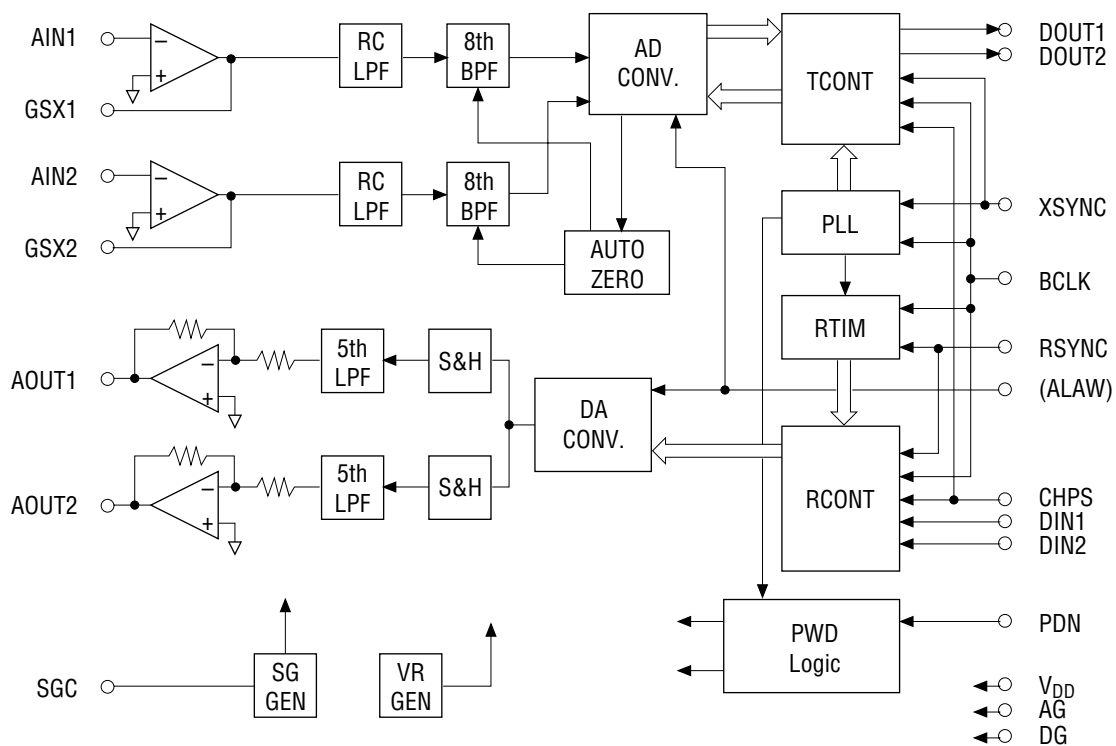 AIN1
GSX1
AIN2
GSX2
AOUT1
AOUT2
SGC
−
+
−
+
RC
LPF
8th
BPF
AD
CONV.
TCONT
RC
LPF
8th
BPF
AUTO
ZERO
PLL
RTIM
−
+
5th
LPF
S&H
DA
CONV.
RCONT
−
+
5th
LPF
S&H
SG
GEN
VR
GEN
PWD
Logic
DOUT1
DOUT2
XSYNC
BCLK
RSYNC
(ALAW)
CHPS
DIN1
DIN2
PDN
VDD
AG
DG